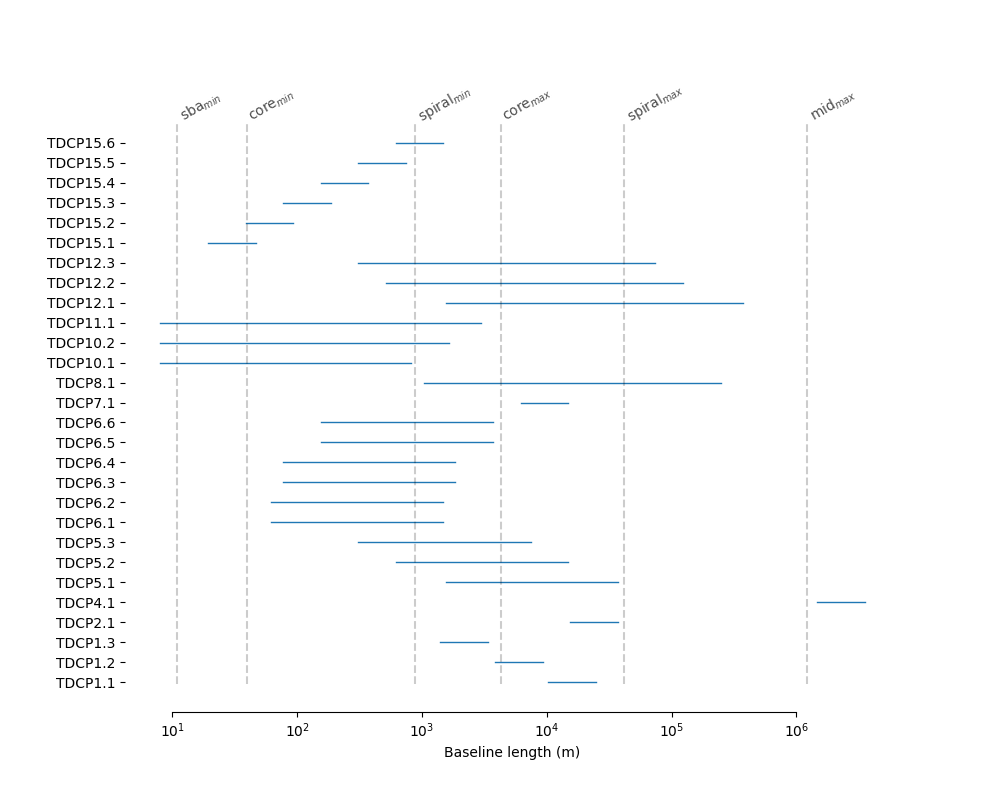 sba_min core_min spiral_min core_max spiral_max mid_max
TDCP15.6
TDCP15.5
TDCP15.4
TDCP15.3
TDCP15.2
TDCP15.1
TDCP12.3
TDCP12.2
TDCP12.1
TDCP11.1
TDCP10.2
TDCP10.1
TDCP8.1
TDCP7.1
TDCP6.6
TDCP6.5
TDCP6.4
TDCP6.3
TDCP6.2
TDCP6.1
TDCP5.3
TDCP5.2
TDCP5.1
TDCP4.1
TDCP2.1
TDCP1.3
TDCP1.2
TDCP1.1
10^1 10^2 10^3 10^4 10^5 10^6
Baseline length (m)